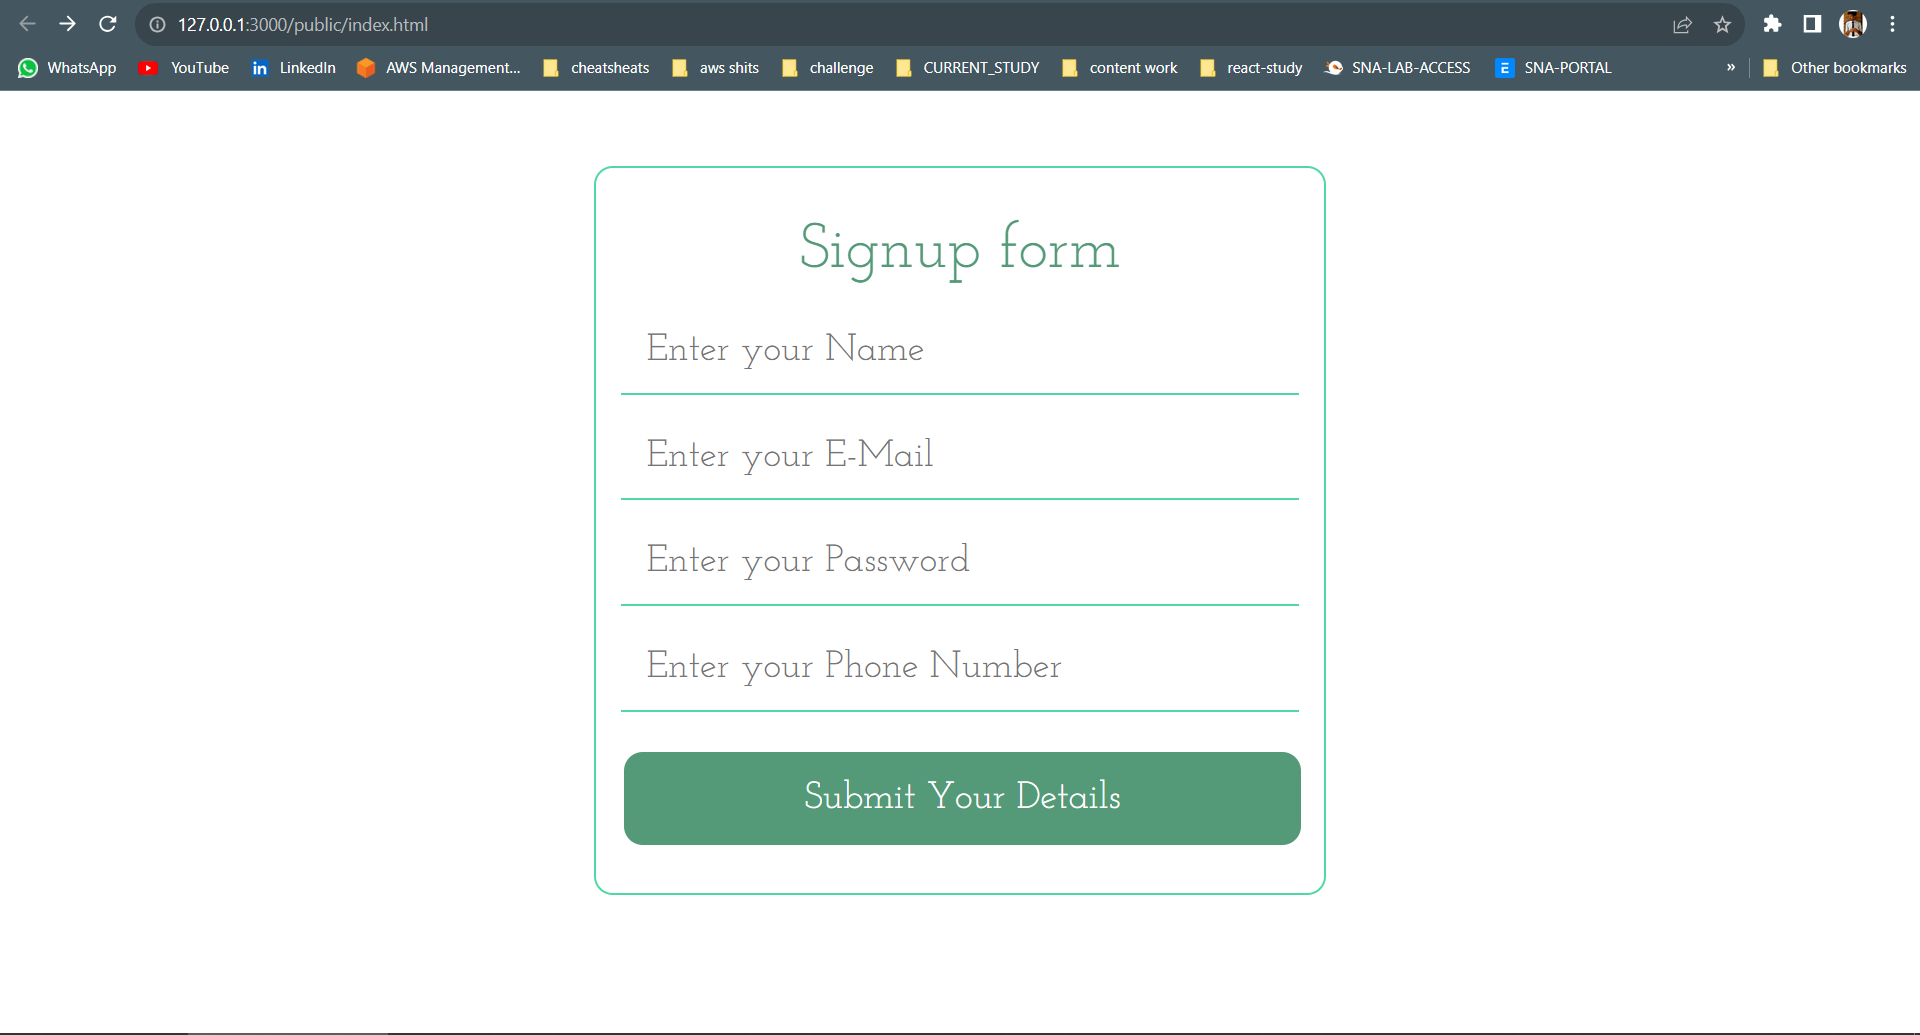 127.0.0.1:3000/public/index.html
WhatsApp YouTube LinkedIn AWS Management... cheatsheats aws shits challenge CURRENT_STUDY content work react-study SNA-LAB-ACCESS E SNA-PORTAL » Other bookmarks
Signup form
Enter your Name
Enter your E-Mail
Enter your Password
Enter your Phone Number
Submit Your Details